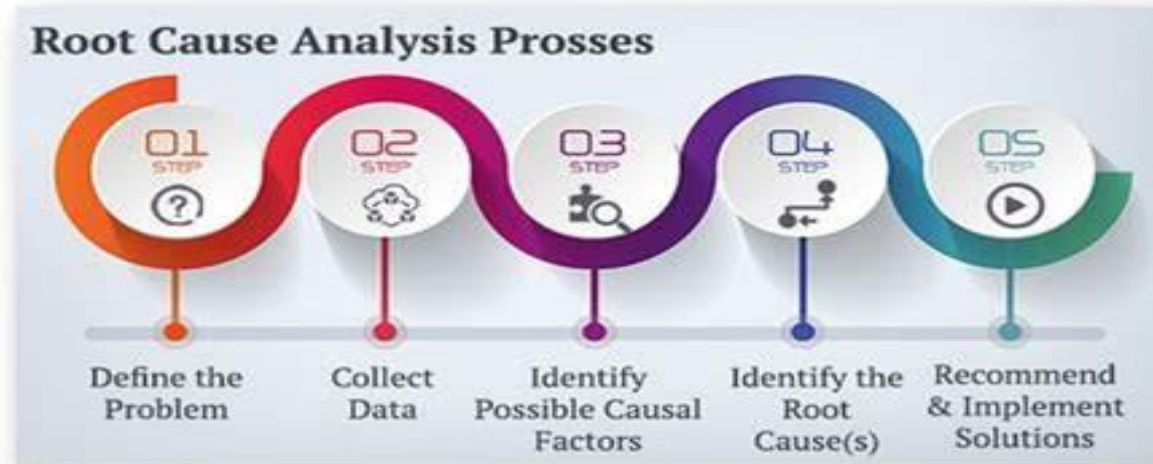 Root Cause Analysis Prosses
01
STEP
02
STEP
03
STEP
04
STEP
05
STEP
?
Define the
Problem
Collect
Data
Identify
Possible Causal
Factors
Identify the
Root
Cause(s)
Recommend
& Implement
Solutions